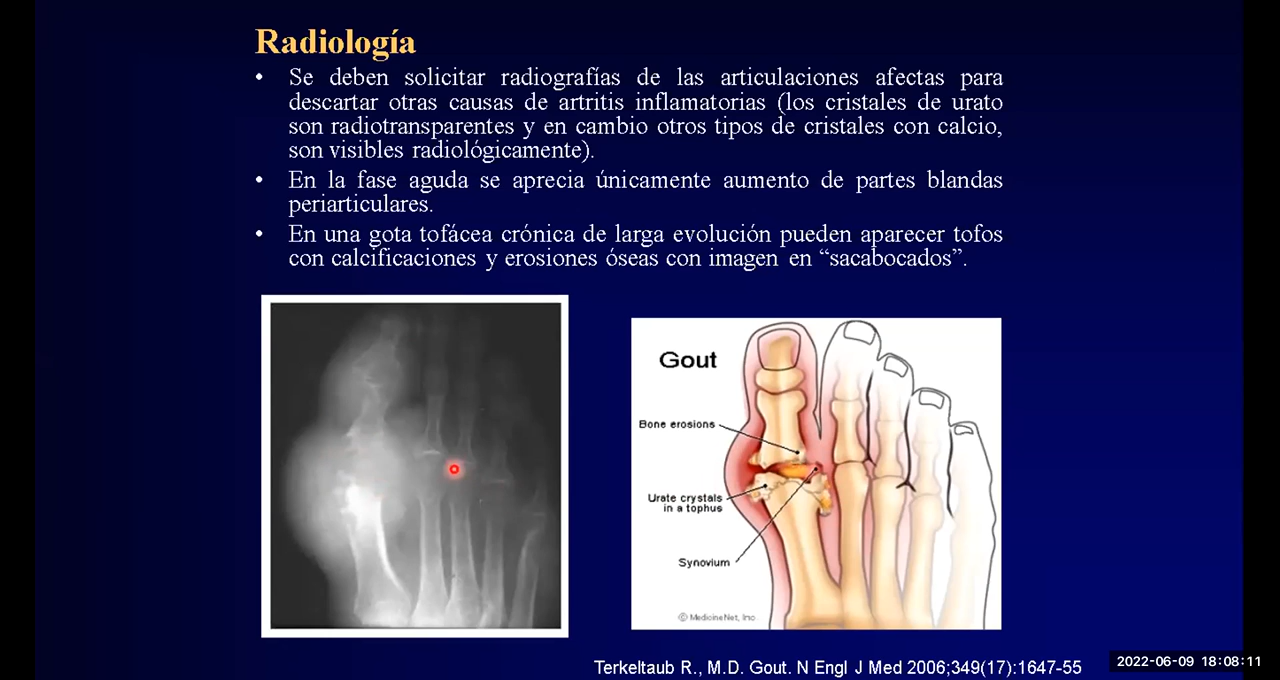 Radiología
• Se deben solicitar radiografías de las articulaciones afectas para
descartar otras causas de artritis inflamatorias (los cristales de urato
son radiotransparentes y en cambio otros tipos de cristales con calcio,
son visibles radiológicamente).
• En la fase aguda se aprecia únicamente aumento de partes blandas
periarticulares.
• En una gota tofácea crónica de larga evolución pueden aparecer tofos
con calcificaciones y erosiones óseas con imagen en “sacabocados”.
Gout
Bone erosions
Urate crystals
in a tophus
Synovium
© MedicineNet, Inc.
Terkeltaub R., M.D. Gout. N Engl J Med 2006;349(17):1647-55
2022-06-09 18:08:11